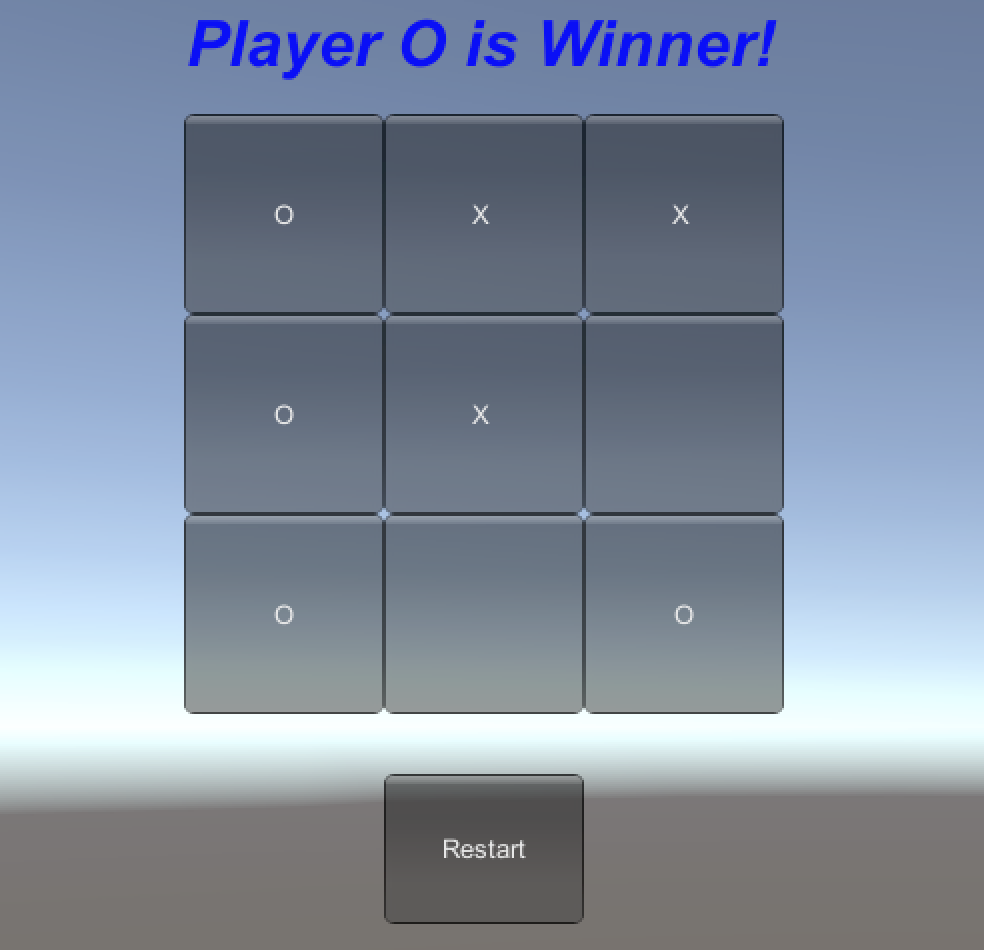 Player O is Winner!
O X X
O X
O O
Restart